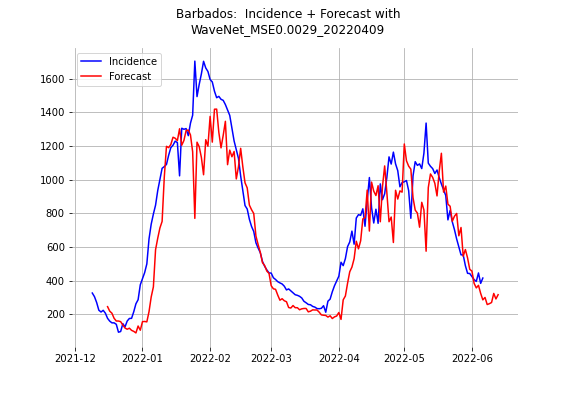 Barbados: Incidence + Forecast with
WaveNet_MSE0.0029_20220409
Incidence
Forecast
1600
1400
1200
1000
800
600
400
200
2021-12 2022-01 2022-02 2022-03 2022-04 2022-05 2022-06